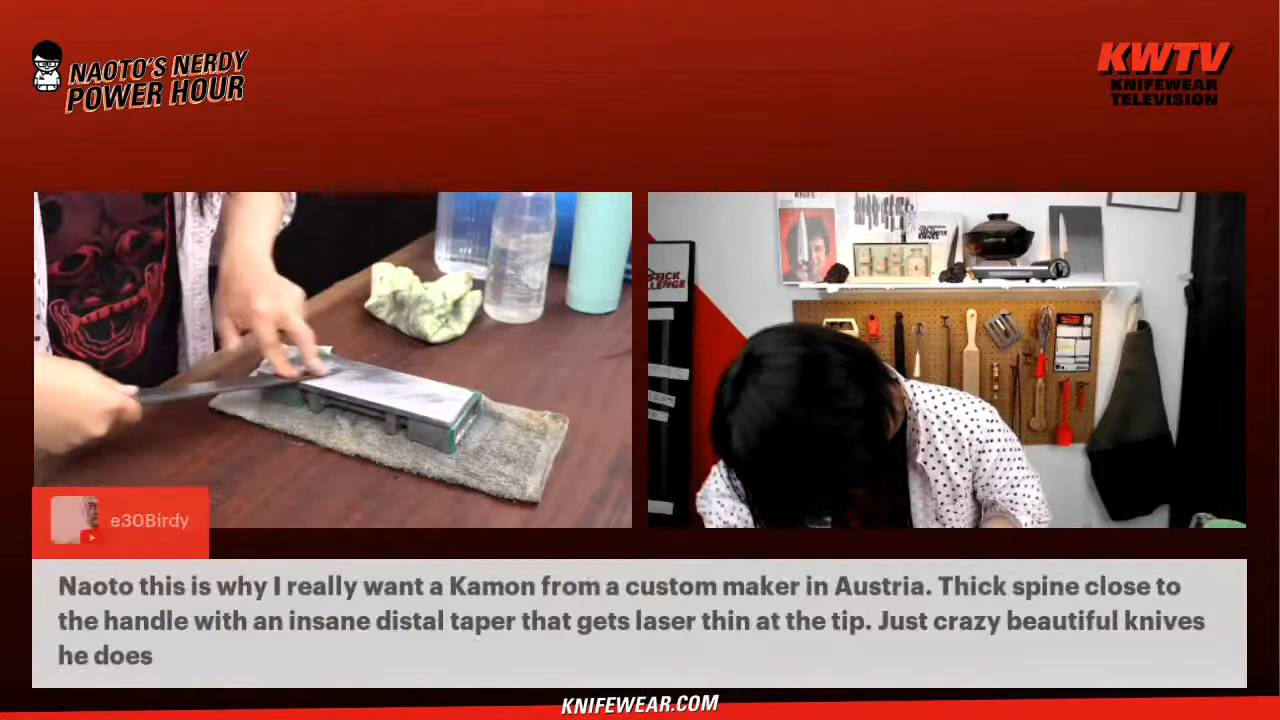 NAOTO'S NERDY
POWER HOUR
KWTV
KNIFEWEAR
TELEVISION
e30Birdy
Naoto this is why I really want a Kamon from a custom maker in Austria. Thick spine close to
the handle with an insane distal taper that gets laser thin at the tip. Just crazy beautiful knives
he does
KNIFEWEAR.COM